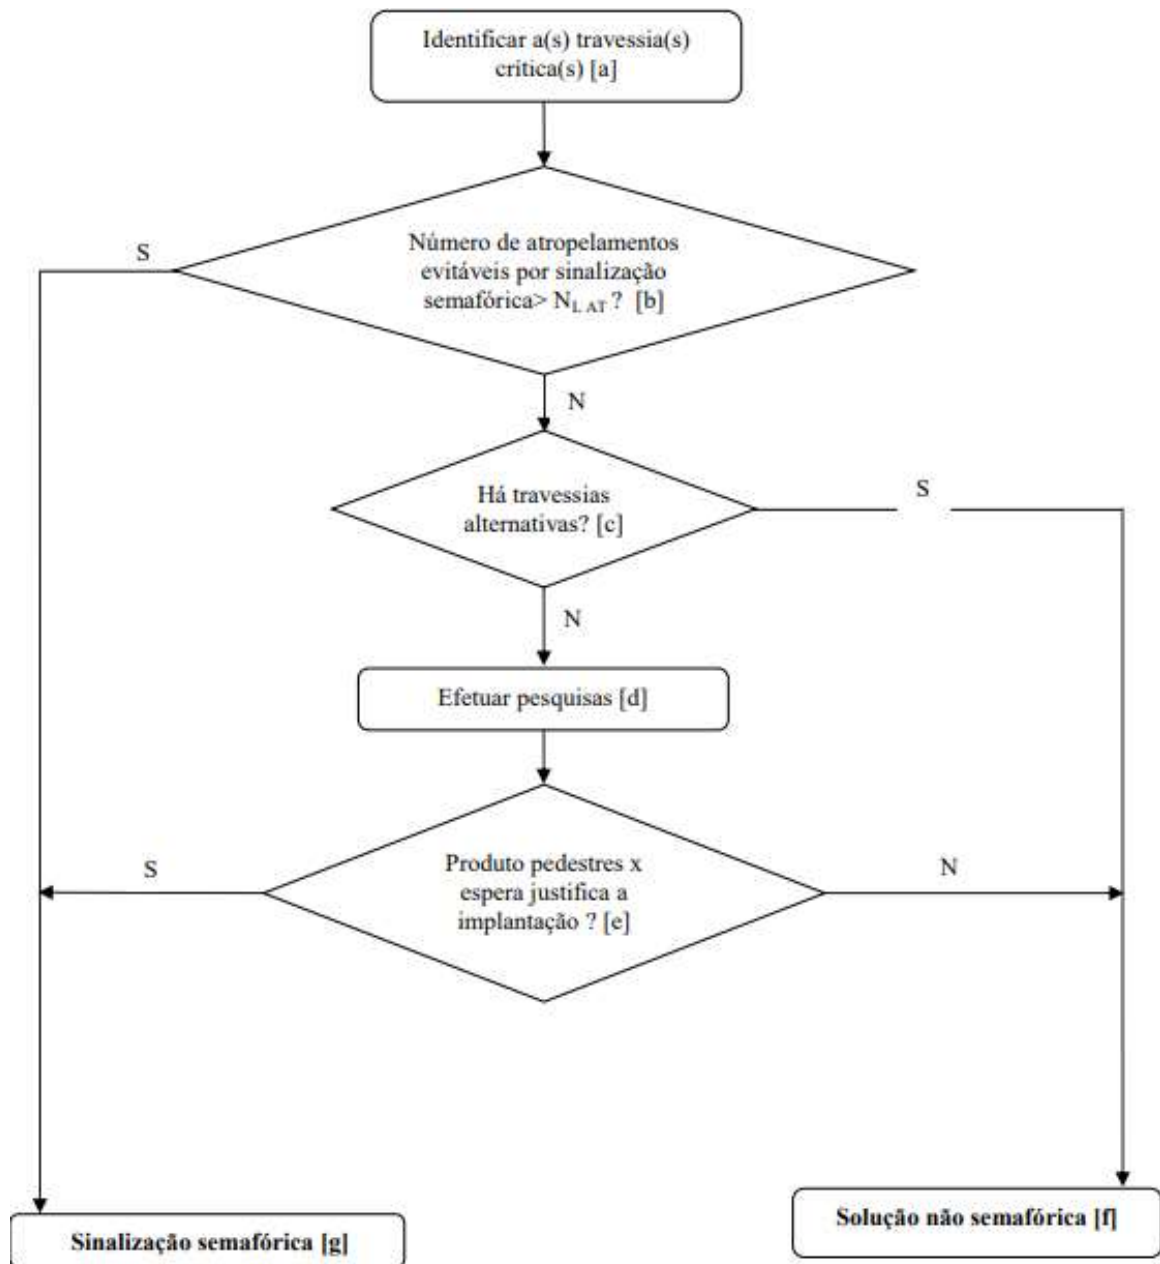 Identificar a(s) travessia(s)
critica(s) [a]
S
Número de atropelamentos
evitáveis por sinalização
semafórica> NL AT ? [b]
N
Há travessias
alternativas? [c]
S
N
Efetuar pesquisas [d]
S
Produto pedestres x
espera justifica a
implantação ? [e]
N
Solução não semafórica [f]
Sinalização semafórica [g]